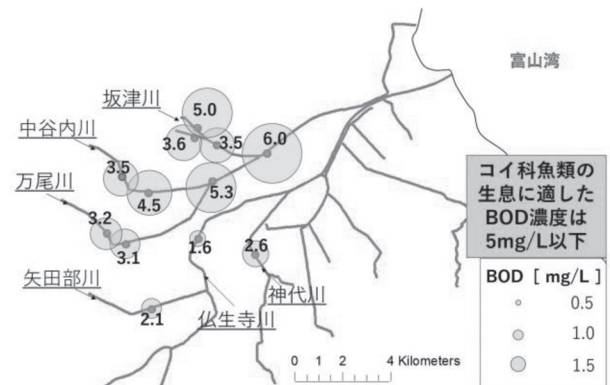 富山湾
坂津川
中谷内川
万尾川
矢田部川
仏生寺川
神代川
5.0
3.6
3.5
6.0
3.5
4.5
5.3
3.2
3.1
1.6
2.6
2.1
コイ科魚類の
生息に適した
BOD濃度は
5mg/L以下
BOD [ mg/L ]
0.5
1.0
1.5
0 1 2 4 Kilometers